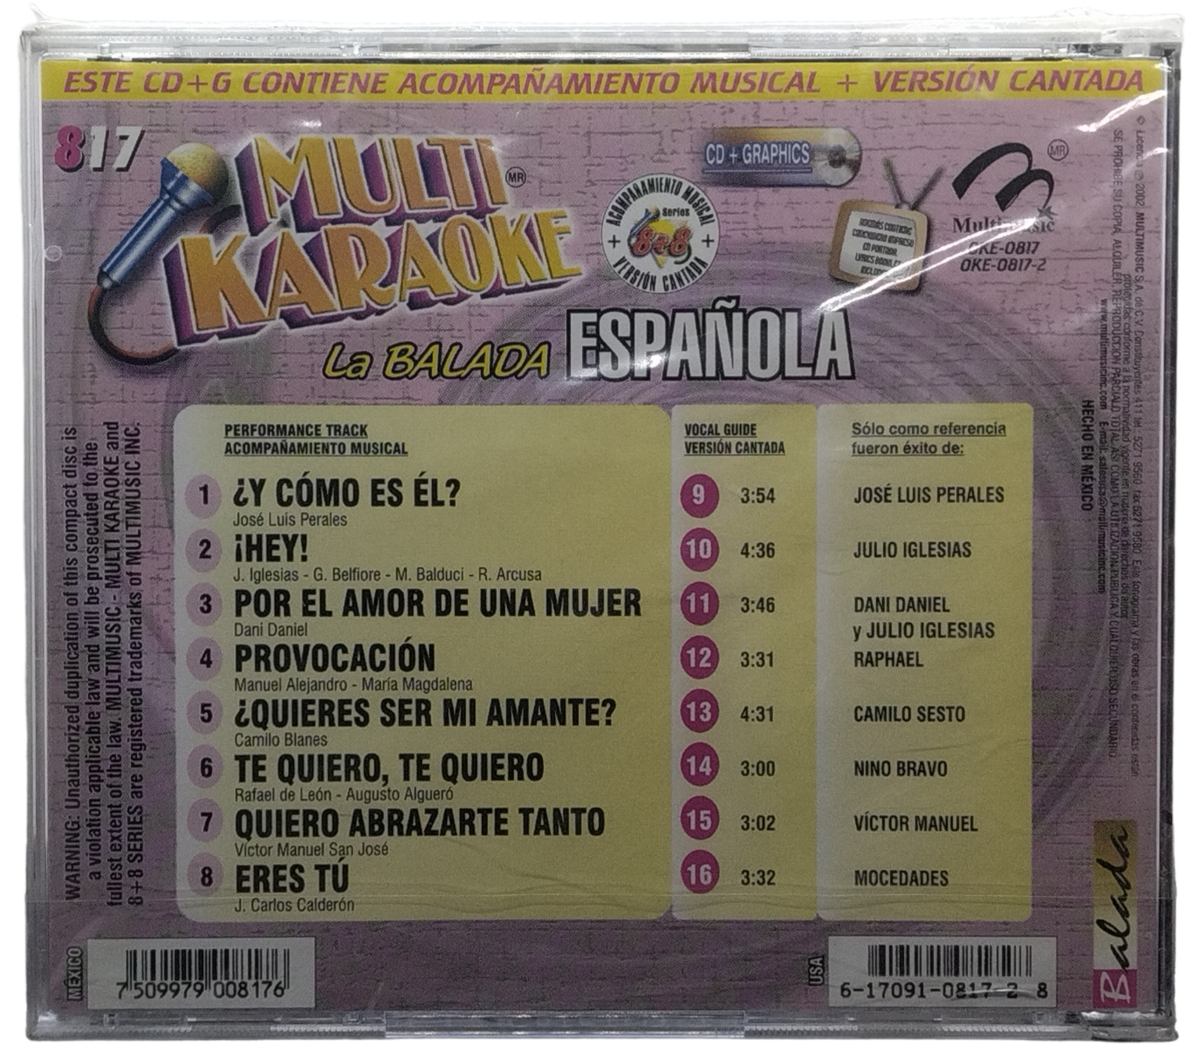 ESTE CD+G CONTIENE ACOMPAÑAMIENTO MUSICAL + VERSIÓN CANTADA
817
MULTI
KARAOKE
MR
ACOMPAÑAMIENTO MUSICAL
Series
8+8
+ VERSIÓN CANTADA +
CD + GRAPHICS
MR
Multimusic
OKE-0817
OKE-0817-2
La BALADA ESPAÑOLA
PERFORMANCE TRACK
ACOMPAÑAMIENTO MUSICAL
VOCAL GUIDE
VERSIÓN CANTADA
Sólo como referencia
fueron éxito de:
1 ¿Y CÓMO ES ÉL? 9 3:54 JOSÉ LUIS PERALES
José Luis Perales
2 ¡HEY! 10 4:36 JULIO IGLESIAS
J. Iglesias - G. Belfiore - M. Balduci - R. Arcusa
3 POR EL AMOR DE UNA MUJER 11 3:46 DANI DANIEL
y JULIO IGLESIAS
Dani Daniel
4 PROVOCACIÓN 12 3:31 RAPHAEL
Manuel Alejandro - María Magdalena
5 ¿QUIERES SER MI AMANTE? 13 4:31 CAMILO SESTO
Camilo Blanes
6 TE QUIERO, TE QUIERO 14 3:00 NINO BRAVO
Rafael de León - Augusto Algueró
7 QUIERO ABRAZARTE TANTO 15 3:02 VÍCTOR MANUEL
Víctor Manuel San José
8 ERES TÚ 16 3:32 MOCEDADES
J. Carlos Calderón
WARNING: Unauthorized duplication of this compact disc is
a violation applicable law and will be prosecuted to the
fullest extent of the law. MULTIMUSIC - MULTI KARAOKE and
8+8 SERIES are registered trademarks of MULTIMUSIC INC.
HECHO EN MÉXICO
www.multimusicinc.com
MÉXICO
7 509979 008176
USA
6-17091-0817-2 8
Balada